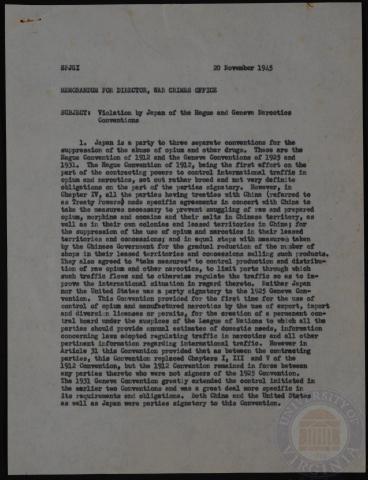 SPJGI 20 November 1945
MEMORANDUM FOR DIRECTOR, WAR CRIMES OFFICE
SUBJECT: Violation by Japan of the Hague and Geneva Narcotics
Conventions
1. Japan is a party to three separate conventions for the
suppression of the abuse of opium and other drugs. These are the
Hague Convention of 1912 and the Geneva Conventions of 1925 and
1931. The Hague Convention of 1912, being the first effort on the
part of the contracting powers to control international traffic in
opium and narcotics, set out rather broad and not very definite
obligations on the part of the parties signatory. However, in
Chapter IV, all the parties having treaties with China (referred to
as Treaty Powers) made specific agreements in concert with China to
take the measures necessary to prevent smuggling of raw and prepared
opium, morphine and cocaine and their salts in Chinese territory, as
well as in their own colonies and leased territories in China; for
the suppression of the use of opium and narcotics in their leased
territories and concessions; and in equal steps with measures taken
by the Chinese Government for the gradual reduction of the number of
shops in their leased territories and concessions selling such products.
They also agreed to "take measures" to control production and distribu-
tion of raw opium and other drugs, to limit ports through which
such traffic flows and to otherwise regulate the traffic so as to im-
prove the international situation in regard thereto. Neither Japan
nor the United States was a party signatory to the 1925 Geneva Con-
vention. This Convention provided for the first time for the use of
control of opium and manufactured narcotics by the use of export, import
and diversion licenses or permits, for the creation of a permanent con-
trol board under the auspices of the League of Nations to which all the
parties should provide annual estimates of domestic needs, information
concerning laws adopted regulating traffic in narcotics and all other
pertinent information regarding international traffic. However in
Article 31 this Convention provided that as between the contracting
parties, this Convention replaced Chapters I, III and V of the
1912 Convention, but the 1912 Convention remained in force between
any parties thereto who were not signers of the 1925 Convention.
The 1931 Geneva Convention greatly extended the control initiated in
the earlier two Conventions and was a great deal more specific in
its requirements and obligations. Both China and the United States
as well as Japan were parties signatory to this Convention.
UNIVERSITY OF
VIRGINIA